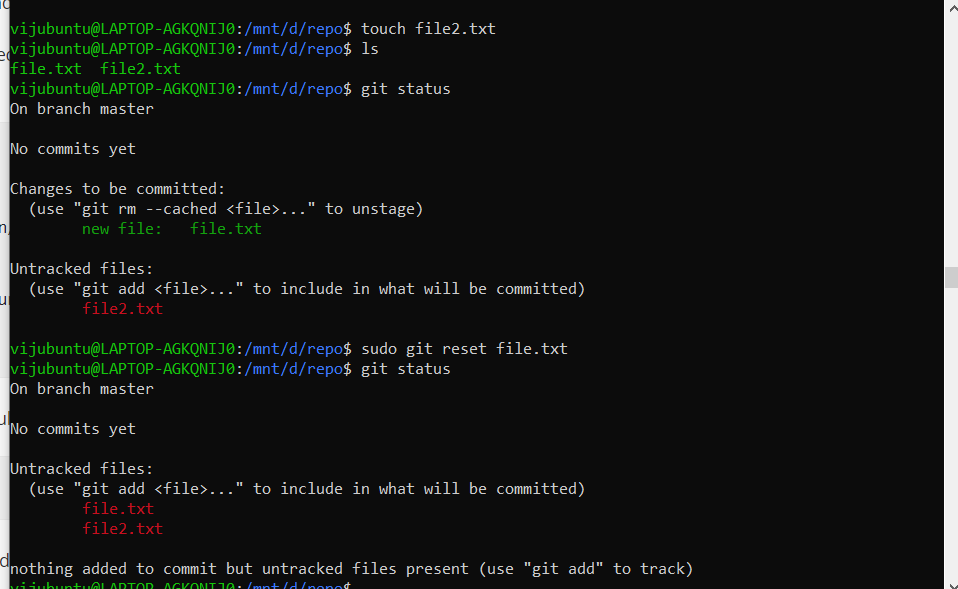 vijubuntu@LAPTOP-AGKQNIJ0:/mnt/d/repo$ touch file2.txt
vijubuntu@LAPTOP-AGKQNIJ0:/mnt/d/repo$ ls
file.txt  file2.txt
vijubuntu@LAPTOP-AGKQNIJ0:/mnt/d/repo$ git status
On branch master
No commits yet
Changes to be committed:
  (use "git rm --cached <file>..." to unstage)
        new file:   file.txt
Untracked files:
  (use "git add <file>..." to include in what will be committed)
        file2.txt
vijubuntu@LAPTOP-AGKQNIJ0:/mnt/d/repo$ sudo git reset file.txt
vijubuntu@LAPTOP-AGKQNIJ0:/mnt/d/repo$ git status
On branch master
No commits yet
Untracked files:
  (use "git add <file>..." to include in what will be committed)
        file.txt
        file2.txt
nothing added to commit but untracked files present (use "git add" to track)
vijubuntu@LAPTOP-AGKQNIJ0:/mnt/d/repo$